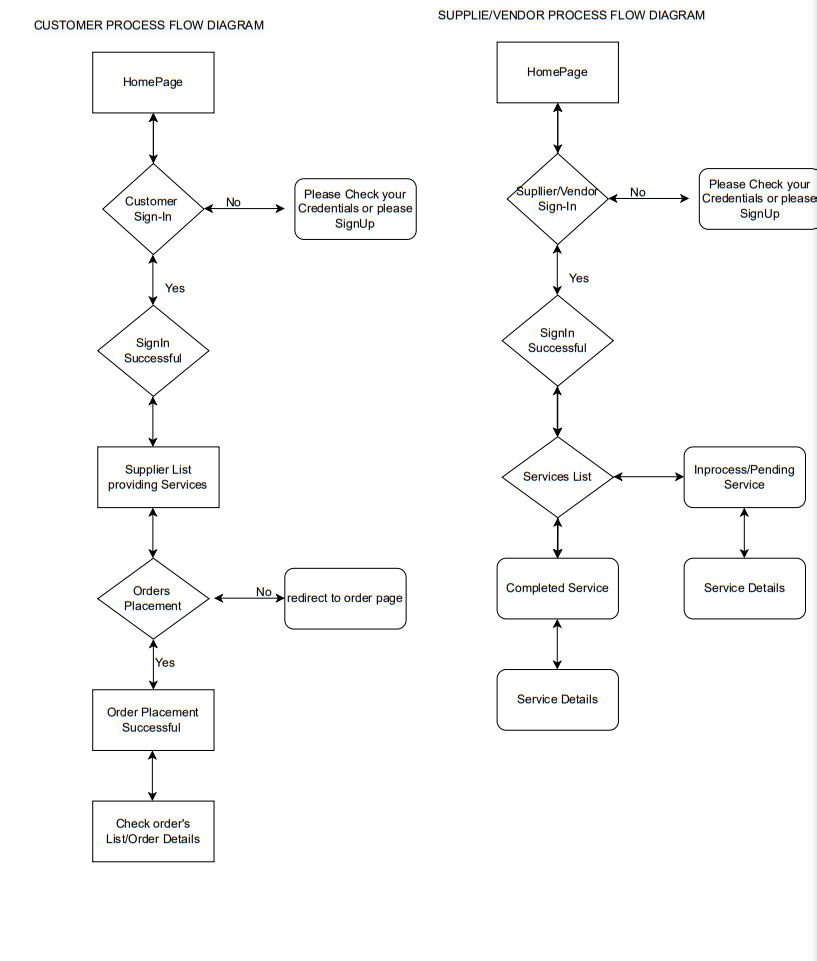 CUSTOMER PROCESS FLOW DIAGRAM
HomePage
Customer
Sign-In
No
Please Check your
Credentials or please
SignUp
Yes
SignIn
Successful
Supplier List
providing Services
Orders
Placement
No
redirect to order page
Yes
Order Placement
Successful
Check order's
List/Order Details
SUPPLIE/VENDOR PROCESS FLOW DIAGRAM
HomePage
Supllier/Vendor
Sign-In
No
Please Check your
Credentials or please
SignUp
Yes
SignIn
Successful
Services List
Inprocess/Pending
Service
Service Details
Completed Service
Service Details